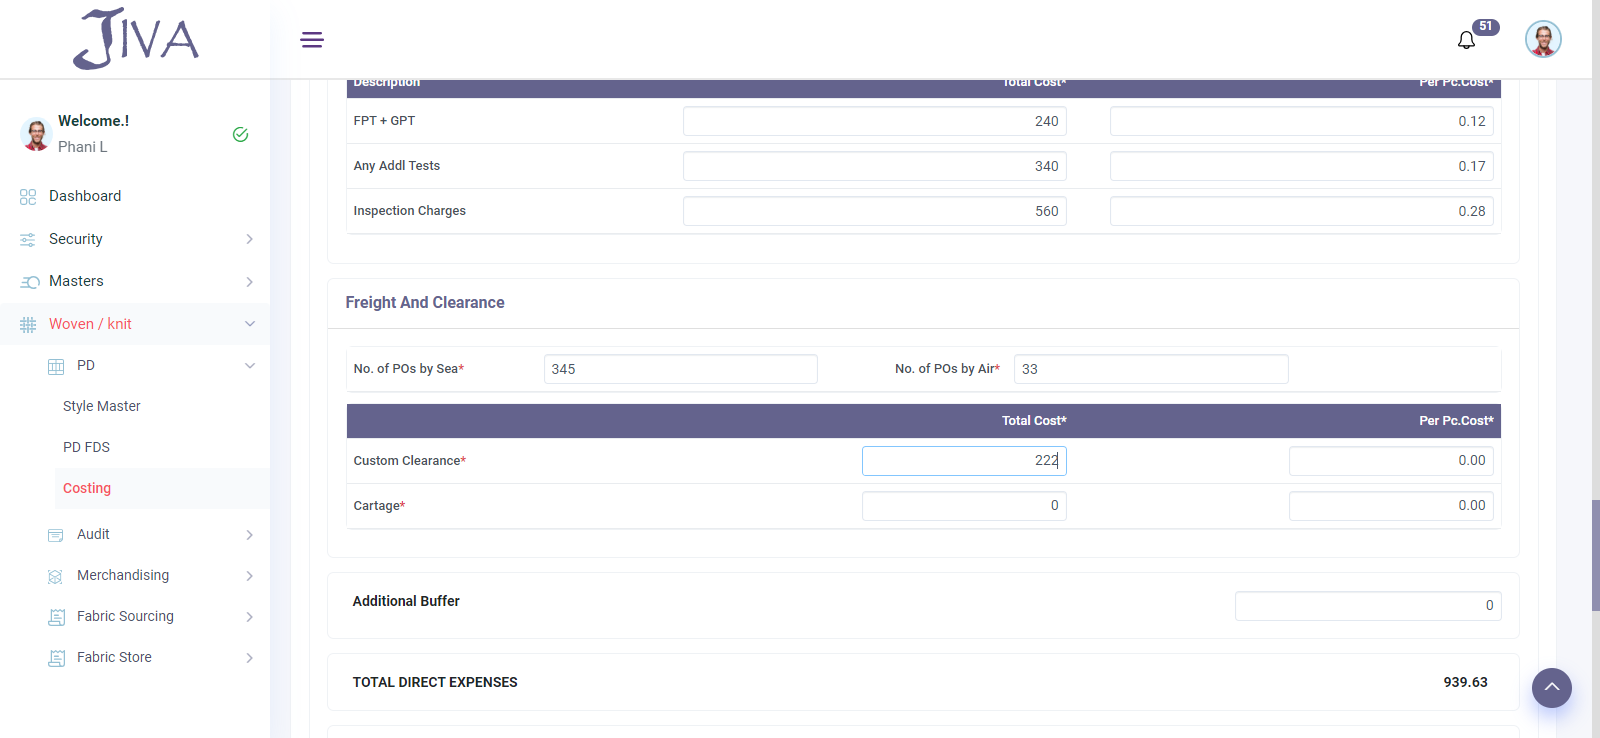 JIVA
51
Welcome.!
Phani L
Dashboard
Security
Masters
Woven / knit
PD
Style Master
PD FDS
Costing
Audit
Merchandising
Fabric Sourcing
Fabric Store
Description Total Cost* Per Pc.Cost*
FPT + GPT 240 0.12
Any Addl Tests 340 0.17
Inspection Charges 560 0.28
Freight And Clearance
No. of POs by Sea* 345 No. of POs by Air* 33
Total Cost* Per Pc.Cost*
Custom Clearance* 222 0.00
Cartage* 0 0.00
Additional Buffer 0
TOTAL DIRECT EXPENSES 939.63